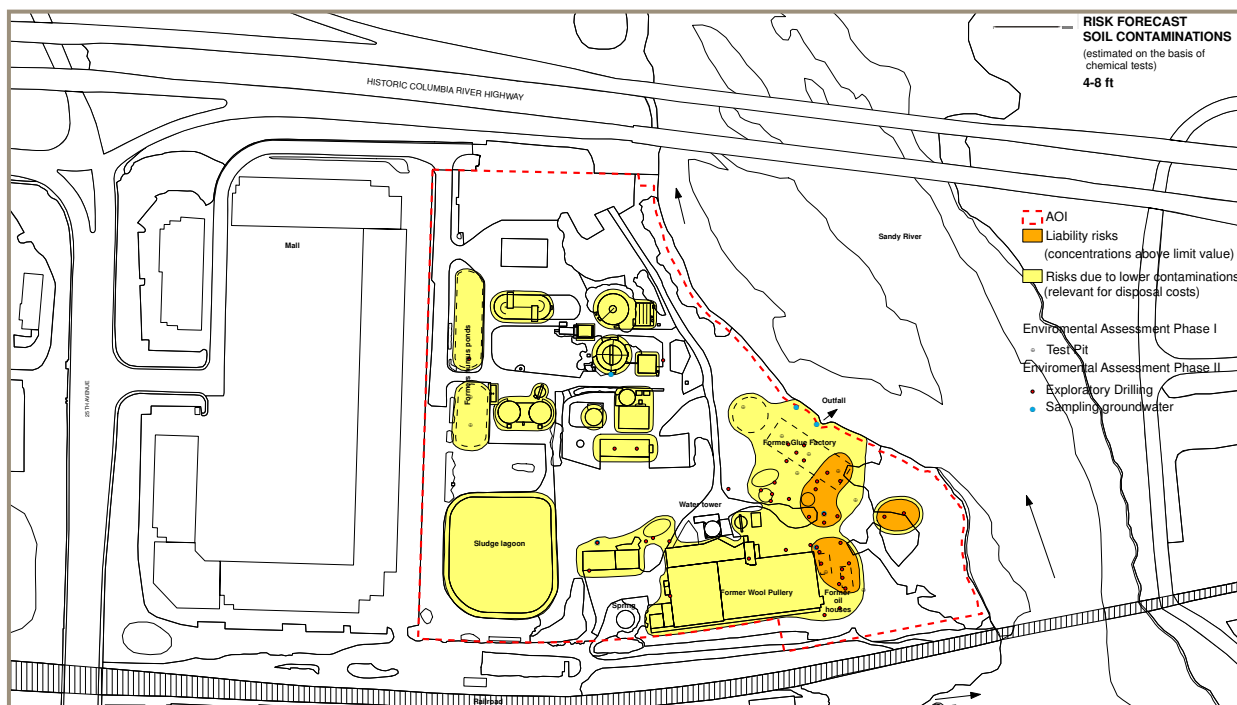 RISK FORECAST
SOIL CONTAMINATIONS
(estimated on the basis of
chemical tests)
4-8 ft
HISTORIC COLUMBIA RIVER HIGHWAY
Mall
Sandy River
AOI
Liability risks
(concentrations above limit value)
Risks due to lower contaminations
(relevant for disposal costs)
Enviromental Assessment Phase I
Test Pit
Enviromental Assessment Phase II
Exploratory Drilling
Sampling groundwater
25TH AVENUE
ponds
Outfall
Former Glue Factory
Water tower
Sludge lagoon
Former Wool Pullery
Former
oil
houses
Spring
Railroad